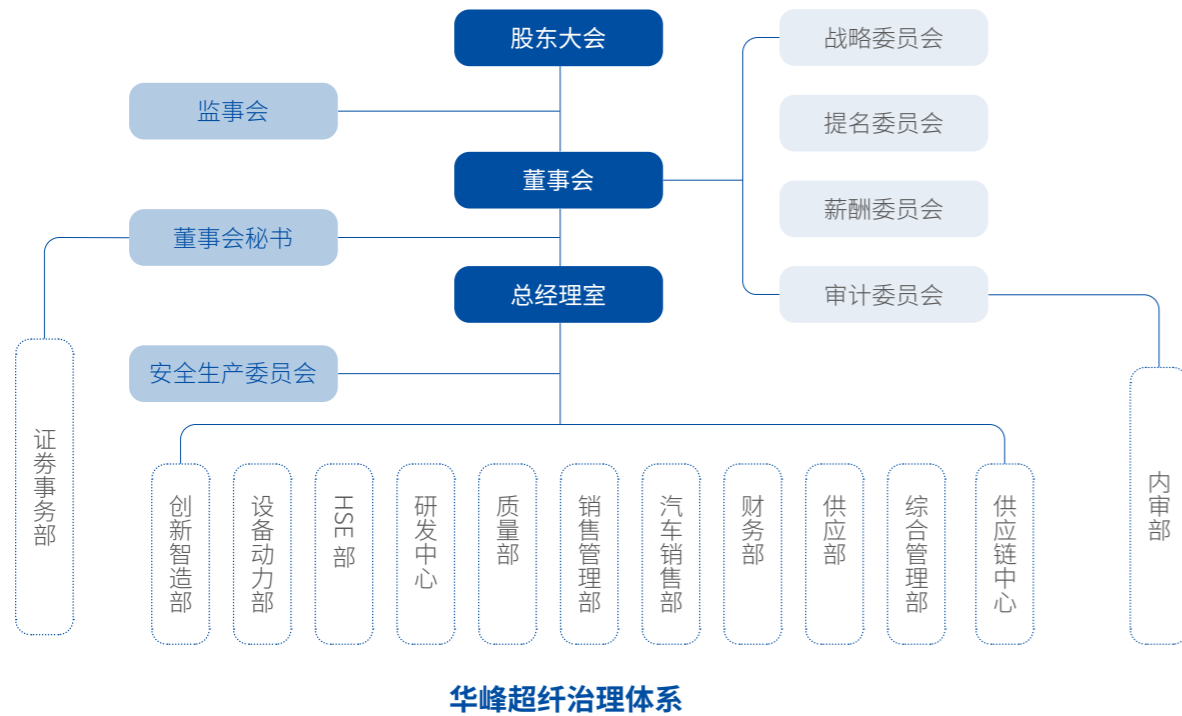 股东大会
战略委员会
监事会
提名委员会
董事会
薪酬委员会
董事会秘书
总经理室
审计委员会
安全生产委员会
证券事务部
创新智造部
设备动力部
HSE 部
研发中心
质量部
销售管理部
汽车销售部
财务部
供应部
综合管理部
供应链中心
内审部
华峰超纤治理体系